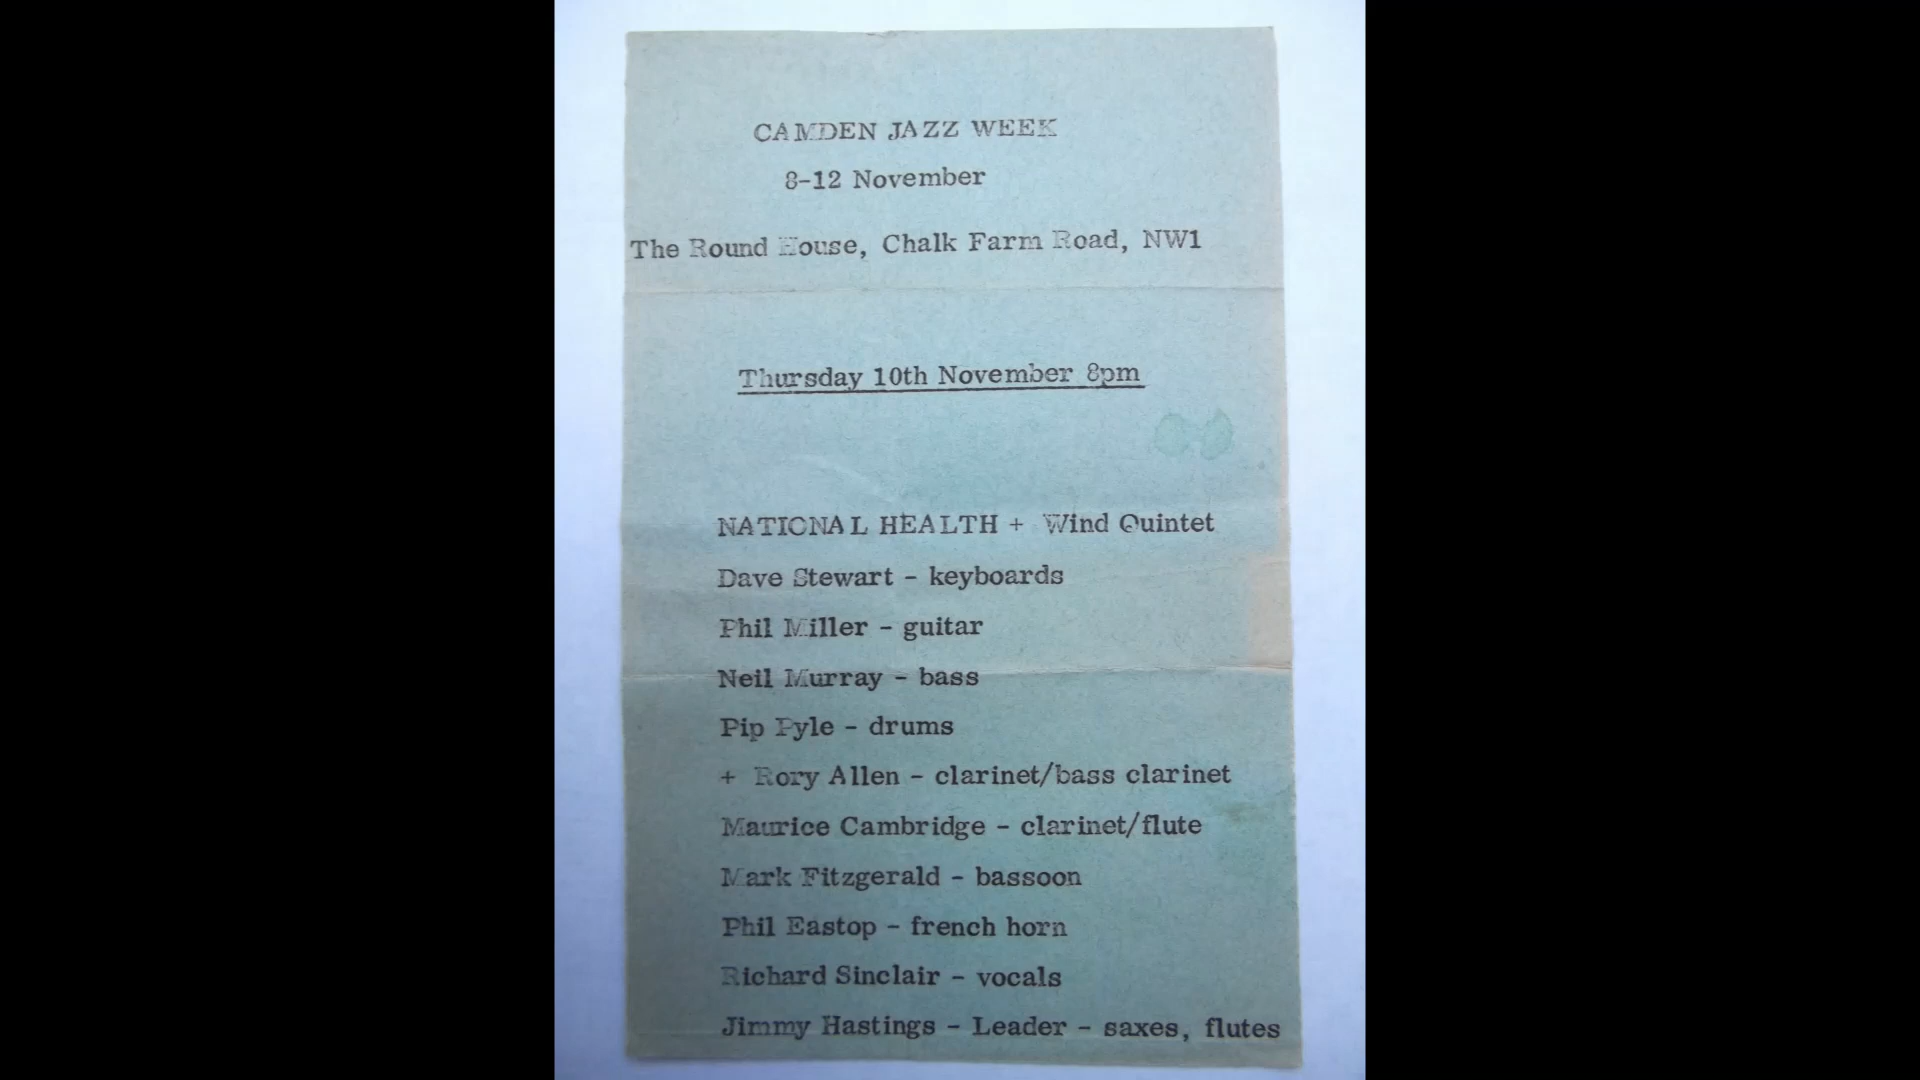 CAMDEN JAZZ WEEK
8-12 November
The Round House, Chalk Farm Road, NW1
Thursday 10th November 8pm
NATIONAL HEALTH + Wind Quintet
Dave Stewart - keyboards
Phil Miller - guitar
Neil Murray - bass
Pip Pyle - drums
+ Rory Allen - clarinet/bass clarinet
Maurice Cambridge - clarinet/flute
Mark Fitzgerald - bassoon
Phil Eastop - french horn
Richard Sinclair - vocals
Jimmy Hastings - Leader - saxes, flutes